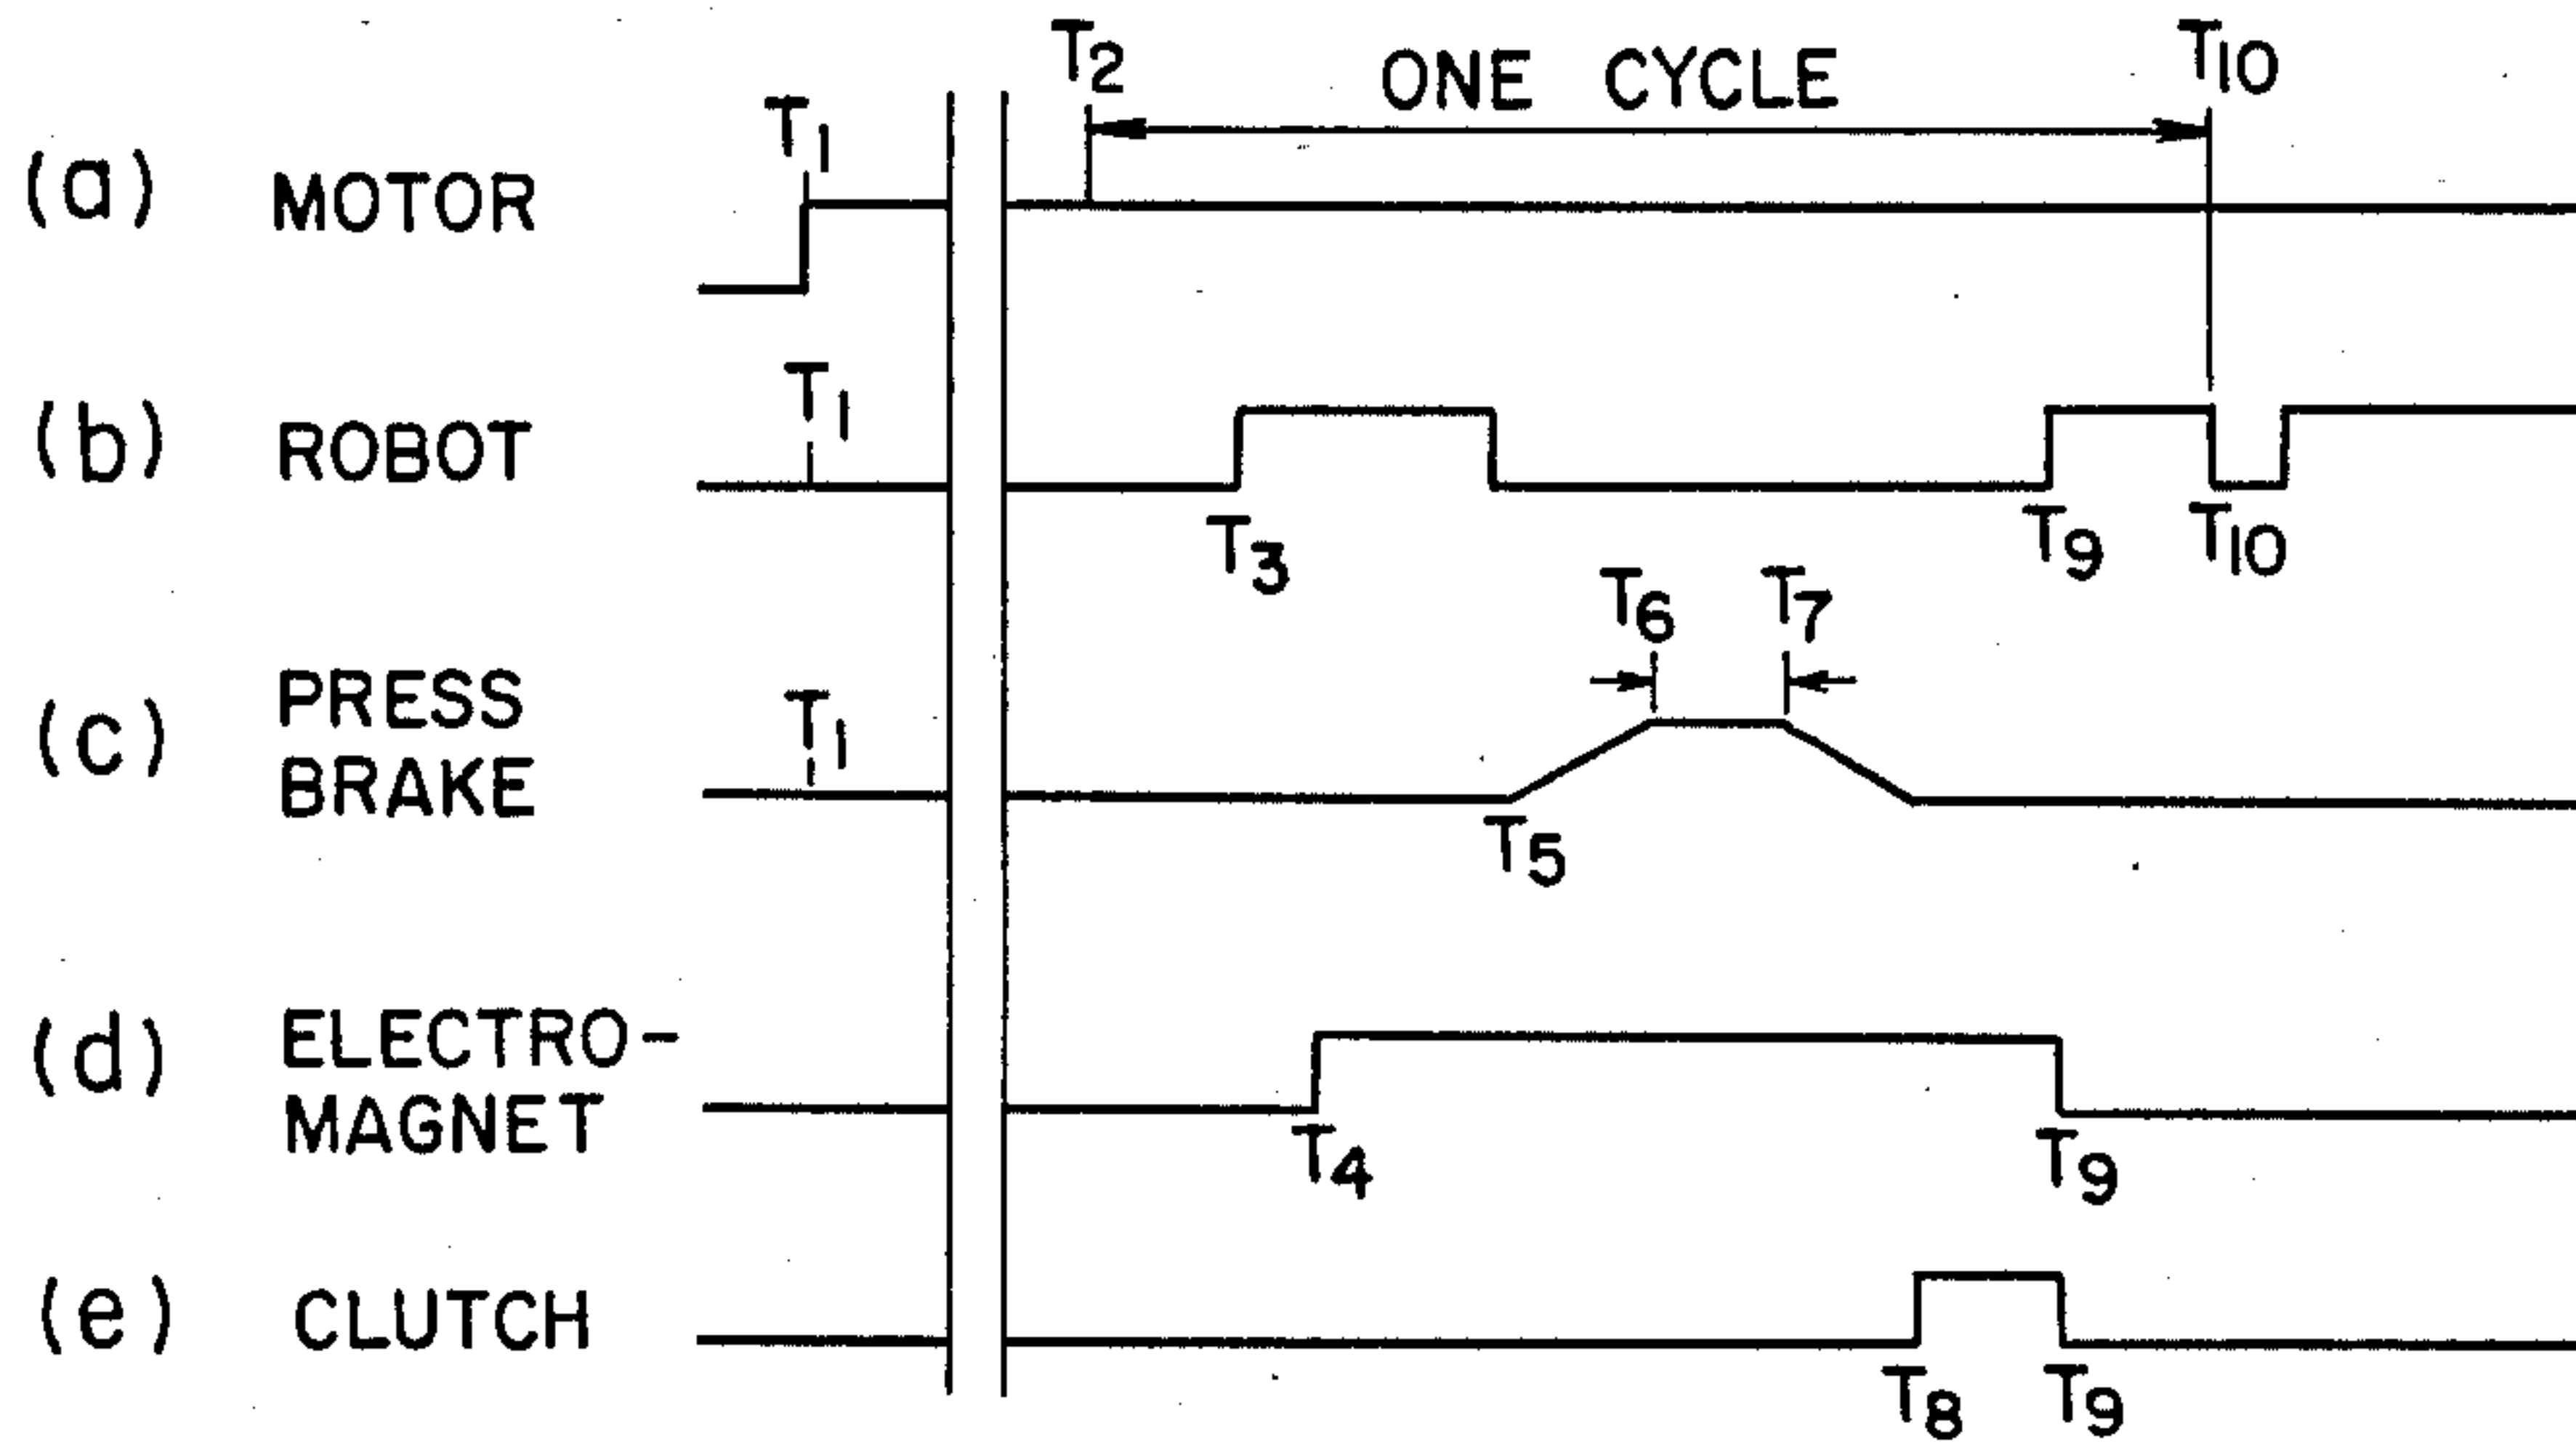 T2 ONE CYCLE T10
T1
(a) MOTOR
T1
(b) ROBOT
T3 T9 T10
T6 T7
(c) PRESS BRAKE
T1
T5
(d) ELECTRO-
MAGNET
T4 T9
(e) CLUTCH
T8 T9